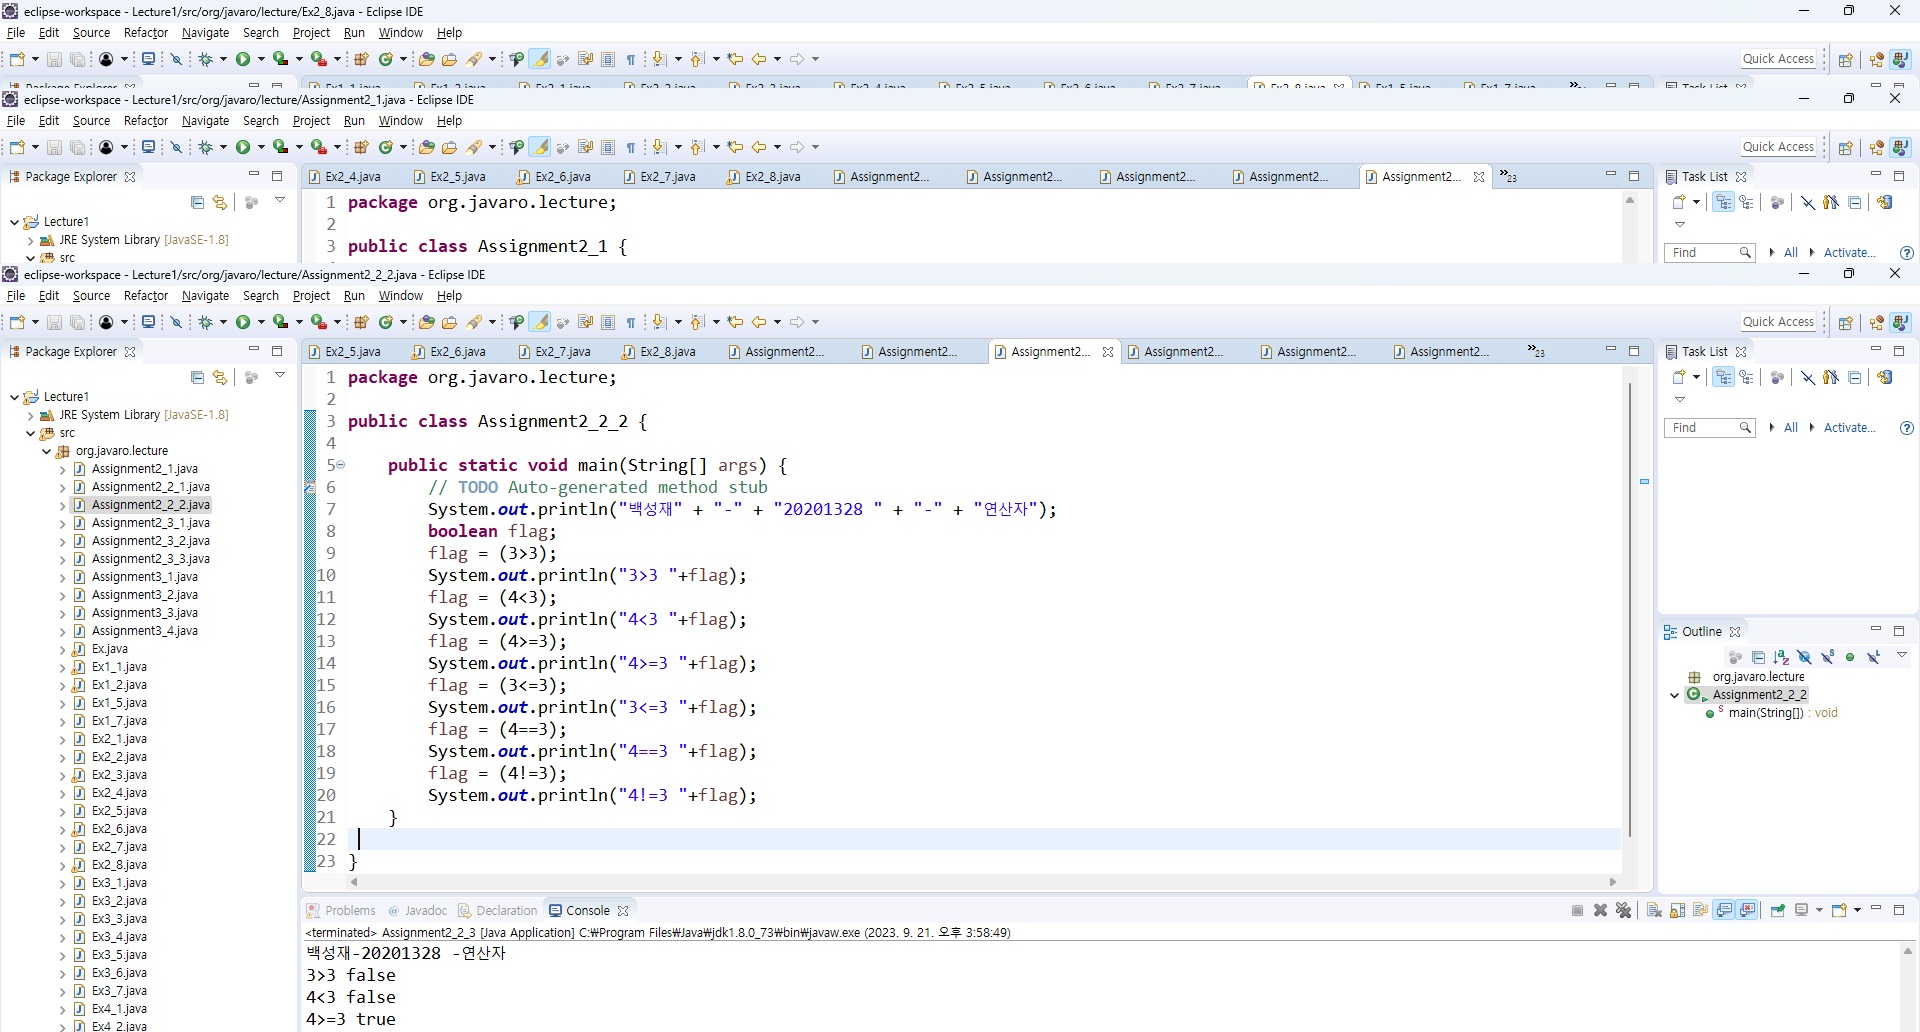 eclipse-workspace - Lecture1/src/org/javaro/lecture/Ex2_8.java - Eclipse IDE
File Edit Source Refactor Navigate Search Project Run Window Help
Quick Access
eclipse-workspace - Lecture1/src/org/javaro/lecture/Assignment2_1.java - Eclipse IDE
File Edit Source Refactor Navigate Search Project Run Window Help
Quick Access
Package Explorer
Ex2_4.java Ex2_5.java Ex2_6.java Ex2_7.java Ex2_8.java Assignment2... Assignment2... Assignment2... Assignment2... Assignment2... »23
Task List
Lecture1
JRE System Library [JavaSE-1.8]
src
1 package org.javaro.lecture;
2
3 public class Assignment2_1 {
Find All Activate...
eclipse-workspace - Lecture1/src/org/javaro/lecture/Assignment2_2_2.java - Eclipse IDE
File Edit Source Refactor Navigate Search Project Run Window Help
Quick Access
Package Explorer
Ex2_5.java Ex2_6.java Ex2_7.java Ex2_8.java Assignment2... Assignment2... Assignment2... Assignment2... Assignment2... Assignment2... »23
Task List
Lecture1
JRE System Library [JavaSE-1.8]
src
org.javaro.lecture
Assignment2_1.java
Assignment2_2_1.java
Assignment2_2_2.java
Assignment2_3_1.java
Assignment2_3_2.java
Assignment2_3_3.java
Assignment3_1.java
Assignment3_2.java
Assignment3_3.java
Assignment3_4.java
Ex.java
Ex1_1.java
Ex1_2.java
Ex1_5.java
Ex1_7.java
Ex2_1.java
Ex2_2.java
Ex2_3.java
Ex2_4.java
Ex2_5.java
Ex2_6.java
Ex2_7.java
Ex2_8.java
Ex3_1.java
Ex3_2.java
Ex3_3.java
Ex3_4.java
Ex3_5.java
Ex3_6.java
Ex3_7.java
Ex4_1.java
Ex4_2.java
1 package org.javaro.lecture;
2
3 public class Assignment2_2_2 {
4
5 public static void main(String[] args) {
6 // TODO Auto-generated method stub
7 System.out.println("백성재" + "-" + "20201328 " + "-" + "연산자");
8 boolean flag;
9 flag = (3>3);
10 System.out.println("3>3 "+flag);
11 flag = (4<3);
12 System.out.println("4<3 "+flag);
13 flag = (4>=3);
14 System.out.println("4>=3 "+flag);
15 flag = (3<=3);
16 System.out.println("3<=3 "+flag);
17 flag = (4==3);
18 System.out.println("4==3 "+flag);
19 flag = (4!=3);
20 System.out.println("4!=3 "+flag);
21 }
22
23 }
Find All Activate...
Outline
org.javaro.lecture
Assignment2_2_2
main(String[]) : void
Problems Javadoc Declaration Console
<terminated> Assignment2_2_3 [Java Application] C:₩Program Files₩Java₩jdk1.8.0_73₩bin₩javaw.exe (2023. 9. 21. 오후 3:58:49)
백성재-20201328 -연산자
3>3 false
4<3 false
4>=3 true